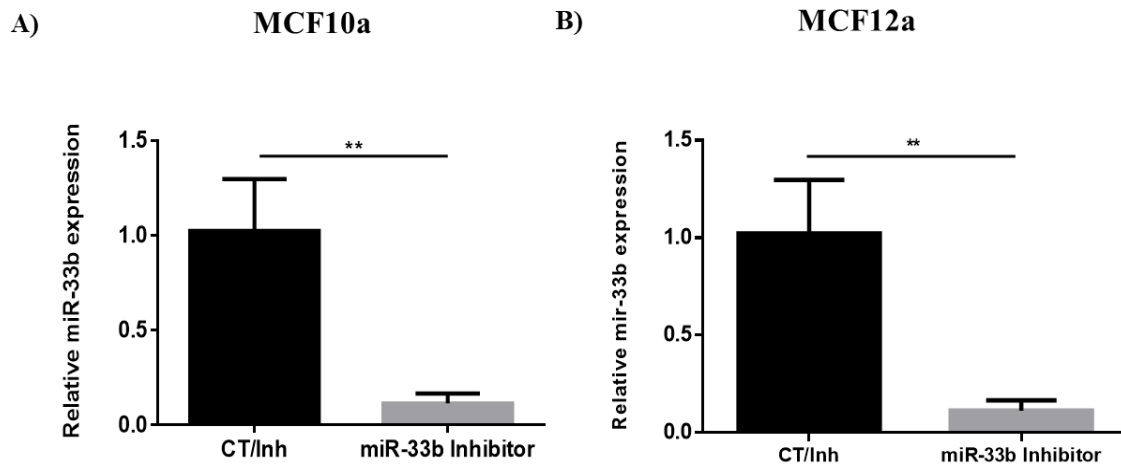 A)
MCF10a
Relative miR-33b expression
1.5
1.0
0.5
0.0
**
CT/Inh
miR-33b Inhibitor
B)
MCF12a
Relative mir-33b expression
1.5
1.0
0.5
0.0
**
CT/Inh
miR-33b Inhibitor